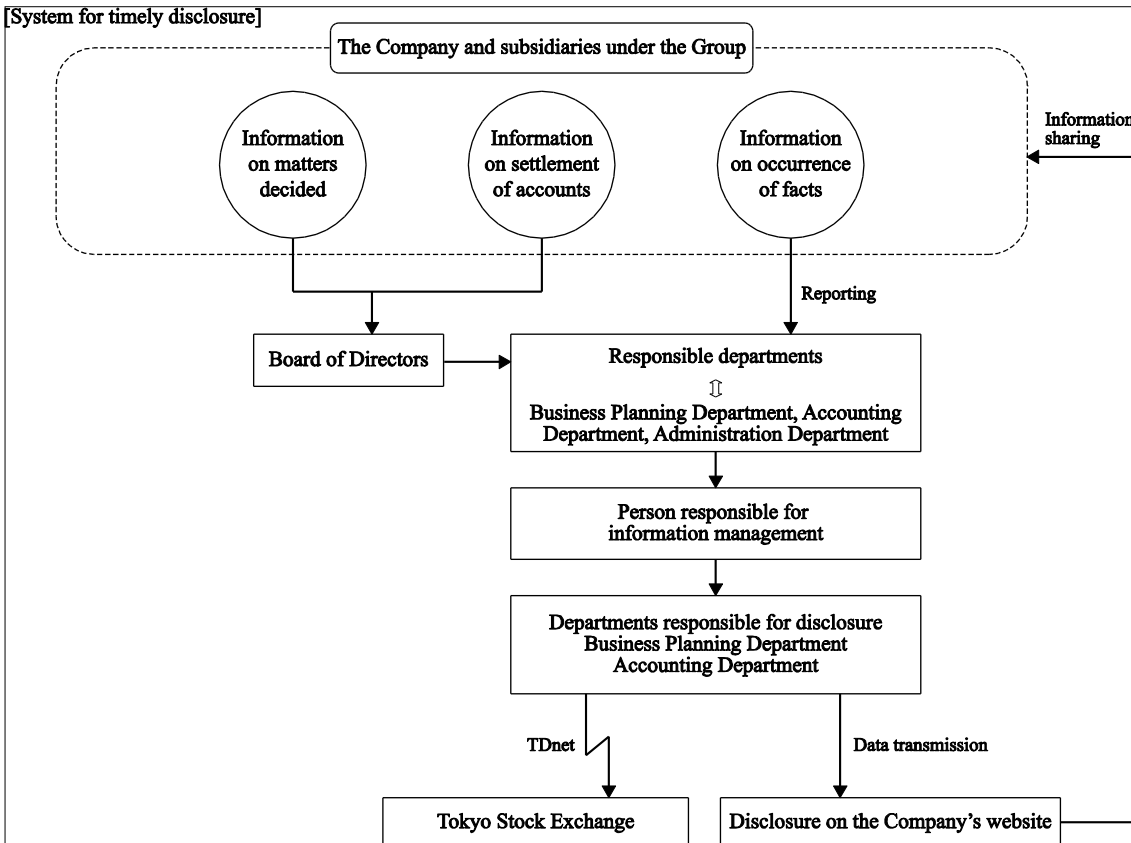 [System for timely disclosure]
The Company and subsidiaries under the Group
Information
on matters
decided
Information
on settlement
of accounts
Information
on occurrence
of facts
Information
sharing
Reporting
Board of Directors
Responsible departments
Business Planning Department, Accounting
Department, Administration Department
Person responsible for
information management
Departments responsible for disclosure
Business Planning Department
Accounting Department
TDnet
Data transmission
Tokyo Stock Exchange
Disclosure on the Company’s website